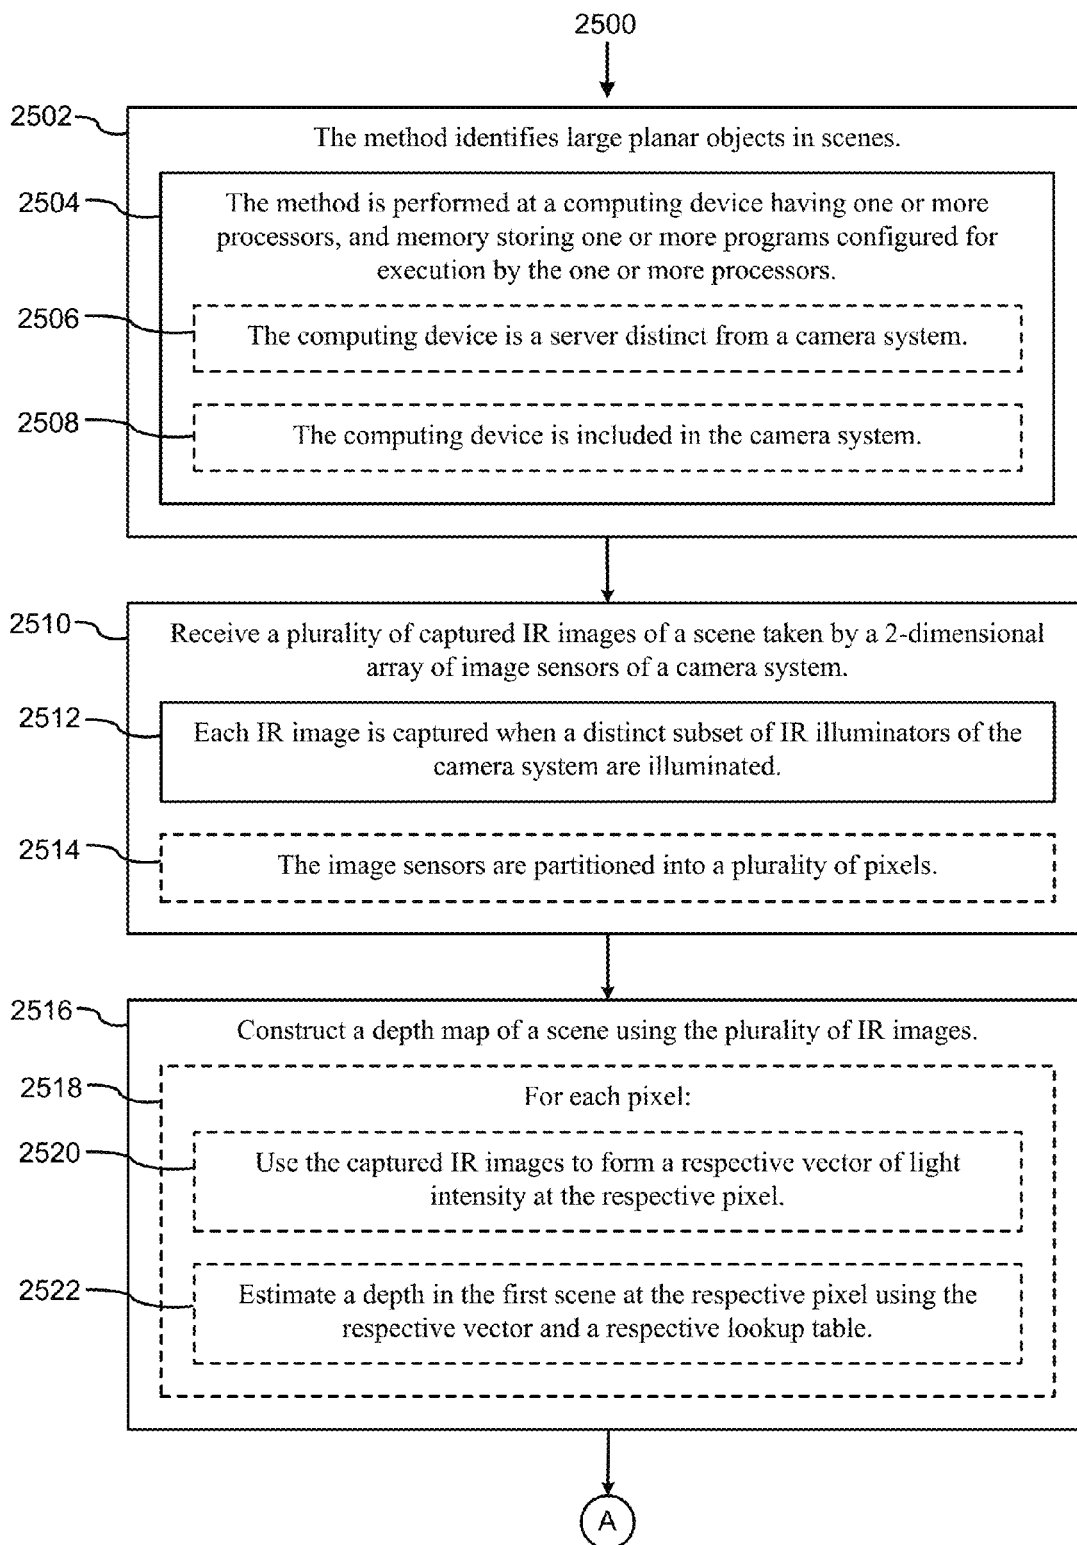 2500
2502
The method identifies large planar objects in scenes.
2504
The method is performed at a computing device having one or more
processors, and memory storing one or more programs configured for
execution by the one or more processors.
2506
The computing device is a server distinct from a camera system.
2508
The computing device is included in the camera system.
2510
Receive a plurality of captured IR images of a scene taken by a 2-dimensional
array of image sensors of a camera system.
2512
Each IR image is captured when a distinct subset of IR illuminators of the
camera system are illuminated.
2514
The image sensors are partitioned into a plurality of pixels.
2516
Construct a depth map of a scene using the plurality of IR images.
2518
For each pixel:
2520
Use the captured IR images to form a respective vector of light
intensity at the respective pixel.
2522
Estimate a depth in the first scene at the respective pixel using the
respective vector and a respective lookup table.
A